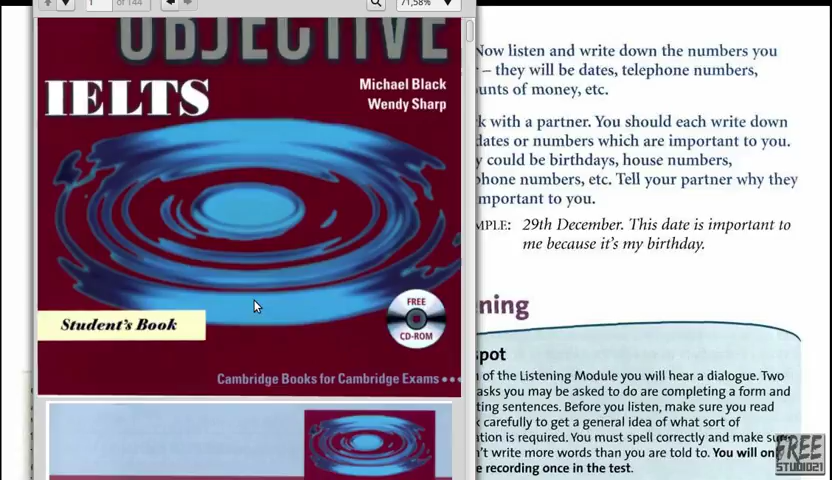 1 of 144
71,58%
OBJECTIVE
IELTS
Michael Black
Wendy Sharp
FREE
CD-ROM
Student's Book
Cambridge Books for Cambridge Exams
Now listen and write down the numbers you
– they will be dates, telephone numbers,
unts of money, etc.
k with a partner. You should each write down
dates or numbers which are important to you.
y could be birthdays, house numbers,
phone numbers, etc. Tell your partner why they
important to you.
MPLE: 29th December. This date is important to
me because it's my birthday.
ning
spot
n of the Listening Module you will hear a dialogue. Two
asks you may be asked to do are completing a form and
ting sentences. Before you listen, make sure you read
k carefully to get a general idea of what sort of
ation is required. You must spell correctly and make sure
n't write more words than you are told to. You will on
e recording once in the test.
FREE
STUDIO21